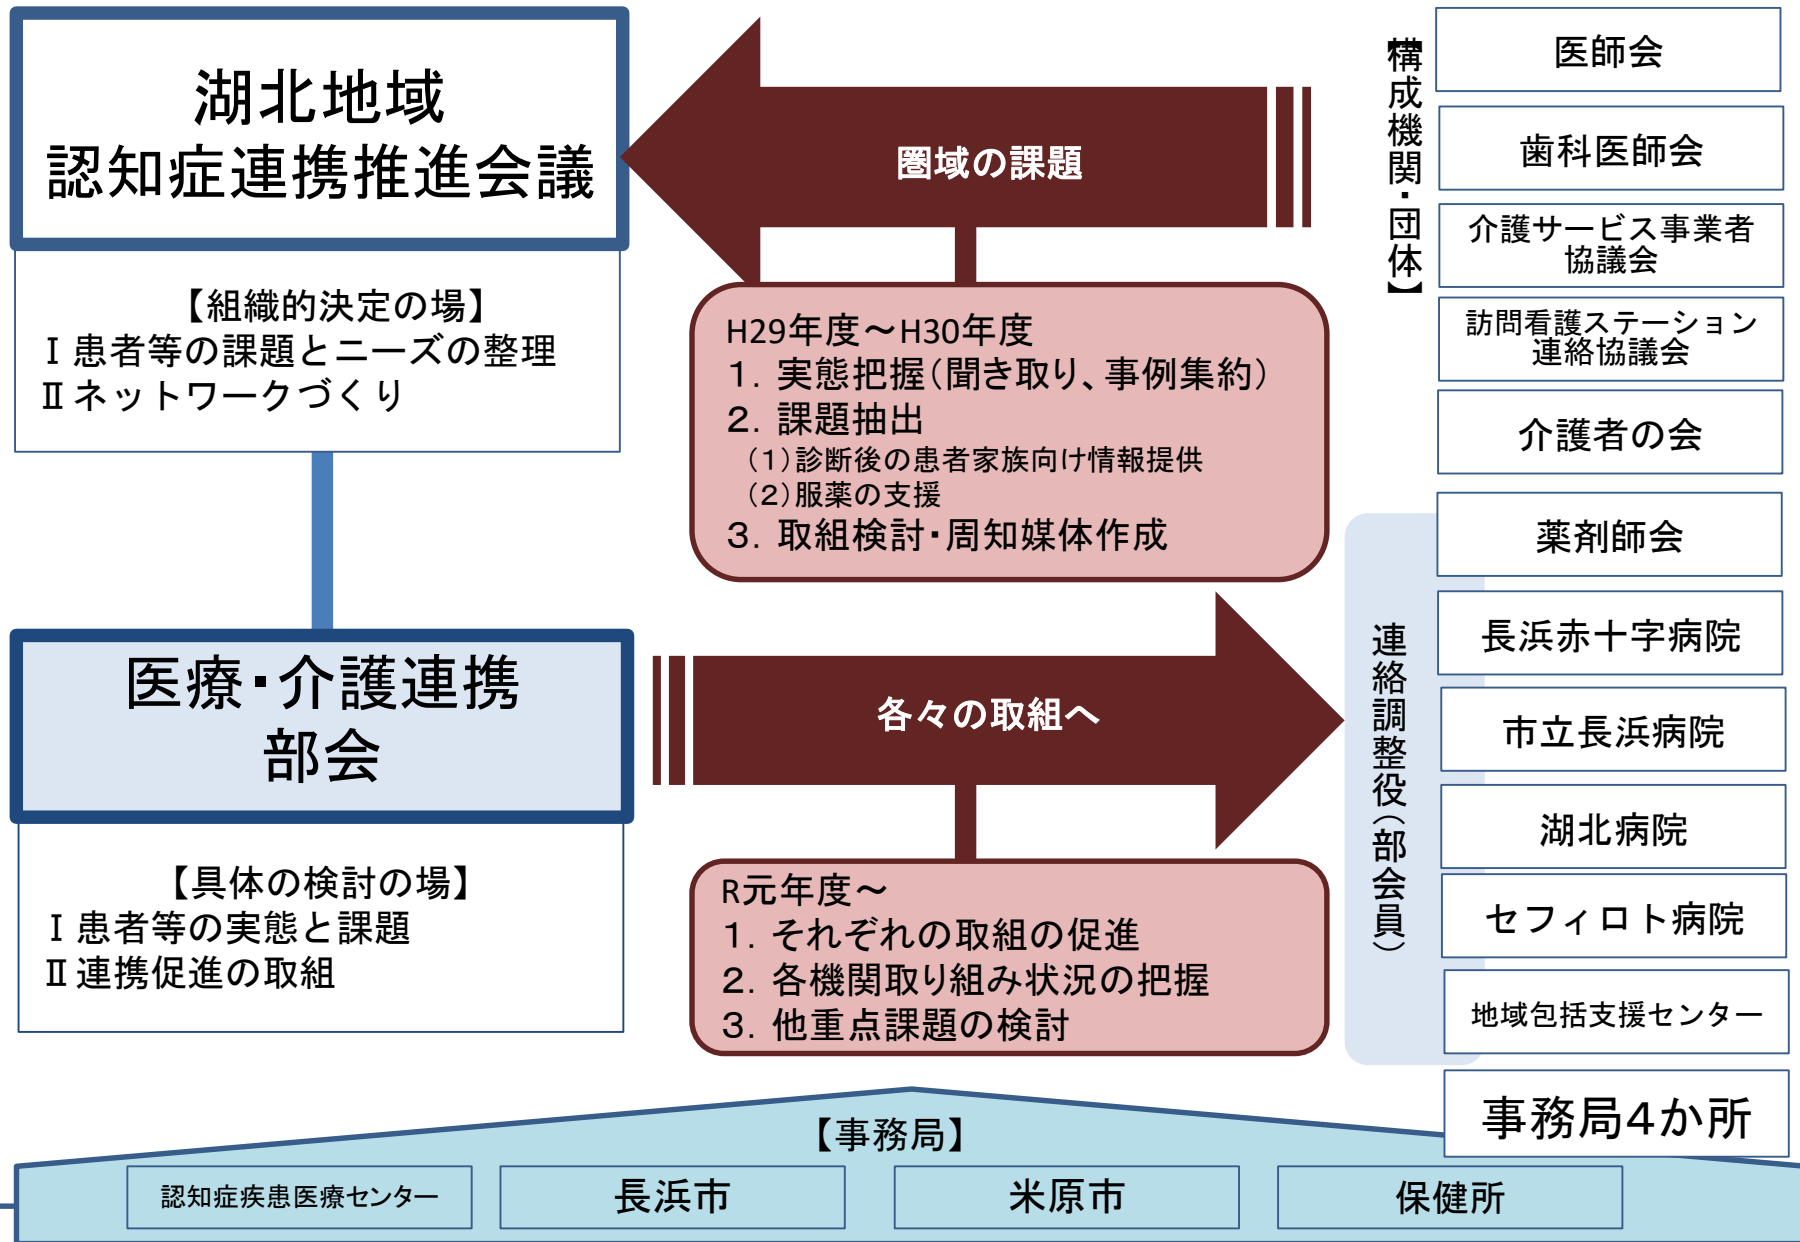 湖北地域
認知症連携推進会議
【組織的決定の場】
Ⅰ 患者等の課題とニーズの整理
Ⅱ ネットワークづくり
医療・介護連携
部会
【具体の検討の場】
Ⅰ 患者等の実態と課題
Ⅱ 連携促進の取組
圏域の課題
H29年度～H30年度
1．実態把握（聞き取り、事例集約）
2．課題抽出
（1）診断後の患者家族向け情報提供
（2）服薬の支援
3．取組検討・周知媒体作成
各々の取組へ
R元年度～
1．それぞれの取組の促進
2．各機関取り組み状況の把握
3．他重点課題の検討
【構成機関・団体】
医師会
歯科医師会
介護サービス事業者
協議会
訪問看護ステーション
連絡協議会
介護者の会
連絡調整役（部会員）
薬剤師会
長浜赤十字病院
市立長浜病院
湖北病院
セフィロト病院
地域包括支援センター
事務局4か所
【事務局】
認知症疾患医療センター
長浜市
米原市
保健所